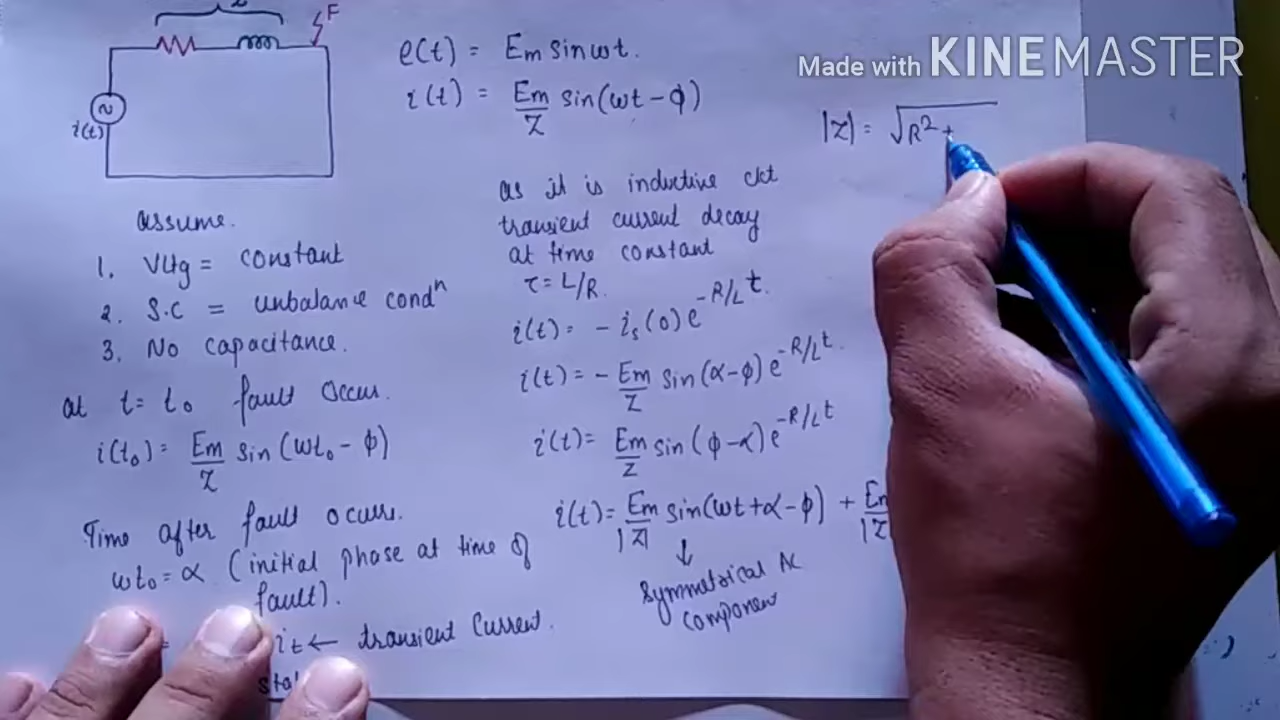 Made with KINEMASTER
F
i(t)
e(t) = Em sin ωt.
i(t) = Em/Z sin(ωt - ϕ)
|Z| = √R² +
assume.
1. Vltg = constant
2. S.C = unbalance condⁿ
3. No capacitance.
at t = t₀ fault occur.
i(t₀) = Em/Z sin(ωt₀ - ϕ)
Time after fault occurs.
ωt₀ = α (initial phase at time of
fault).
= it ← transient current.
as it is inductive ckt
transient current decay
at time constant
τ = L/R.
i(t) = - iₛ(0) e^-R/L t.
i(t) = - Em/Z sin(α-ϕ) e^-R/L t.
i(t) = Em/Z sin(ϕ-α) e^-R/L t
i(t) = Em/|Z| sin(ωt+α-ϕ) + Em/|Z
↓
Symmetrical AC
component